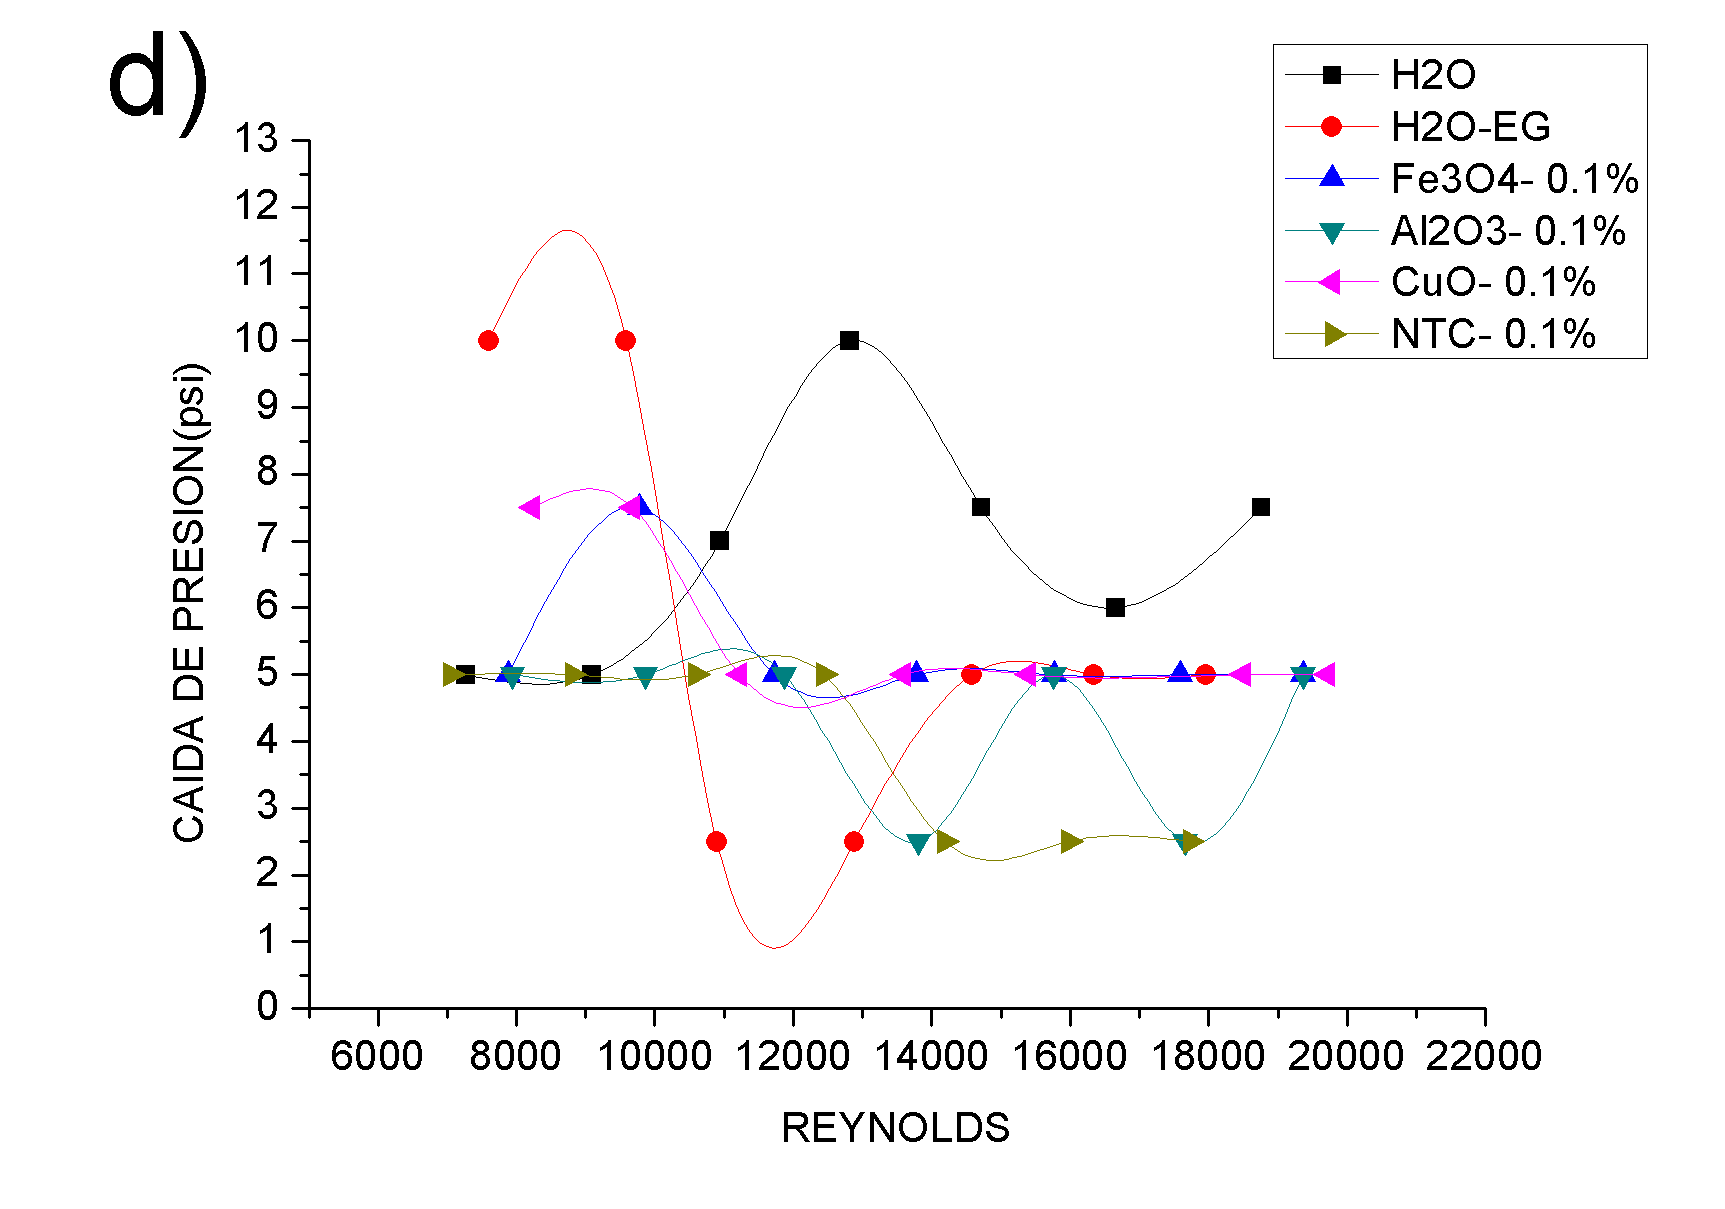 d)
H2O
H2O-EG
Fe3O4- 0.1%
Al2O3- 0.1%
CuO- 0.1%
NTC- 0.1%
13
12
11
10
9
8
7
6
5
4
3
2
1
0
CAIDA DE PRESION(psi)
6000 8000 10000 12000 14000 16000 18000 20000 22000
REYNOLDS